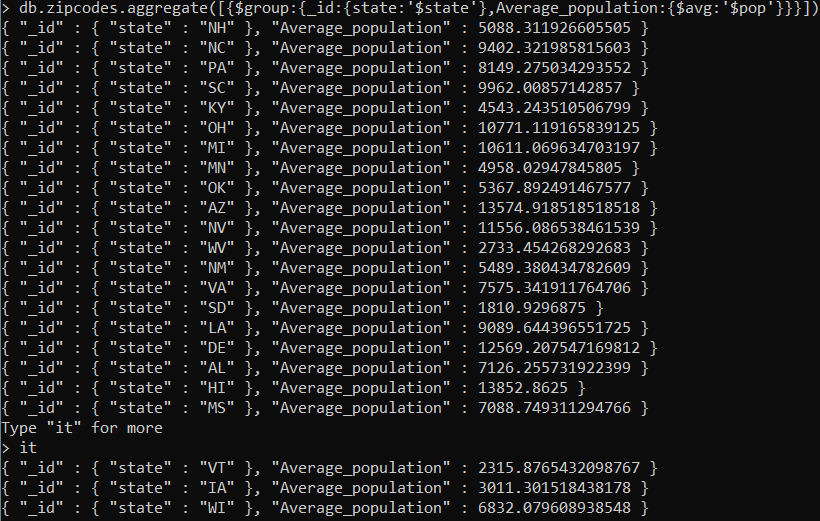 > db.zipcodes.aggregate([{$group:{_id:{state:'$state'},Average_population:{$avg:'$pop'}}}])
{ "_id" : { "state" : "NH" }, "Average_population" : 5088.311926605505 }
{ "_id" : { "state" : "NC" }, "Average_population" : 9402.321985815603 }
{ "_id" : { "state" : "PA" }, "Average_population" : 8149.275034293552 }
{ "_id" : { "state" : "SC" }, "Average_population" : 9962.00857142857 }
{ "_id" : { "state" : "KY" }, "Average_population" : 4543.243510506799 }
{ "_id" : { "state" : "OH" }, "Average_population" : 10771.119165839125 }
{ "_id" : { "state" : "MI" }, "Average_population" : 10611.069634703197 }
{ "_id" : { "state" : "MN" }, "Average_population" : 4958.02947845805 }
{ "_id" : { "state" : "OK" }, "Average_population" : 5367.892491467577 }
{ "_id" : { "state" : "AZ" }, "Average_population" : 13574.918518518518 }
{ "_id" : { "state" : "NV" }, "Average_population" : 11556.086538461539 }
{ "_id" : { "state" : "WV" }, "Average_population" : 2733.454268292683 }
{ "_id" : { "state" : "NM" }, "Average_population" : 5489.380434782609 }
{ "_id" : { "state" : "VA" }, "Average_population" : 7575.341911764706 }
{ "_id" : { "state" : "SD" }, "Average_population" : 1810.9296875 }
{ "_id" : { "state" : "LA" }, "Average_population" : 9089.644396551725 }
{ "_id" : { "state" : "DE" }, "Average_population" : 12569.207547169812 }
{ "_id" : { "state" : "AL" }, "Average_population" : 7126.255731922399 }
{ "_id" : { "state" : "HI" }, "Average_population" : 13852.8625 }
{ "_id" : { "state" : "MS" }, "Average_population" : 7088.749311294766 }
Type "it" for more
> it
{ "_id" : { "state" : "VT" }, "Average_population" : 2315.8765432098767 }
{ "_id" : { "state" : "IA" }, "Average_population" : 3011.301518438178 }
{ "_id" : { "state" : "WI" }, "Average_population" : 6832.079608938548 }